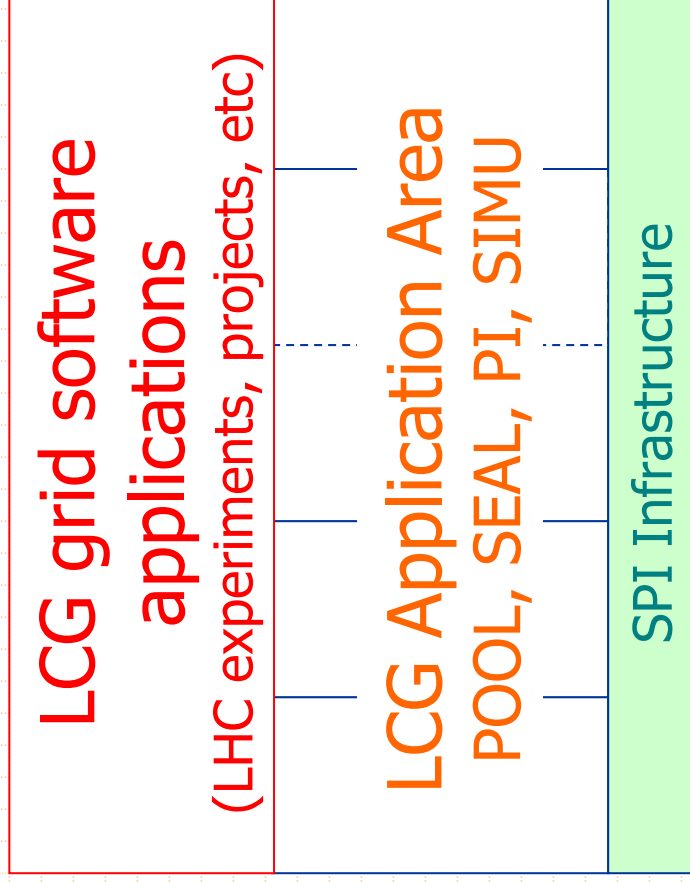 LCG grid software
applications
(LHC experiments, projects, etc)
LCG Application Area
POOL, SEAL, PI, SIMU
SPI Infrastructure